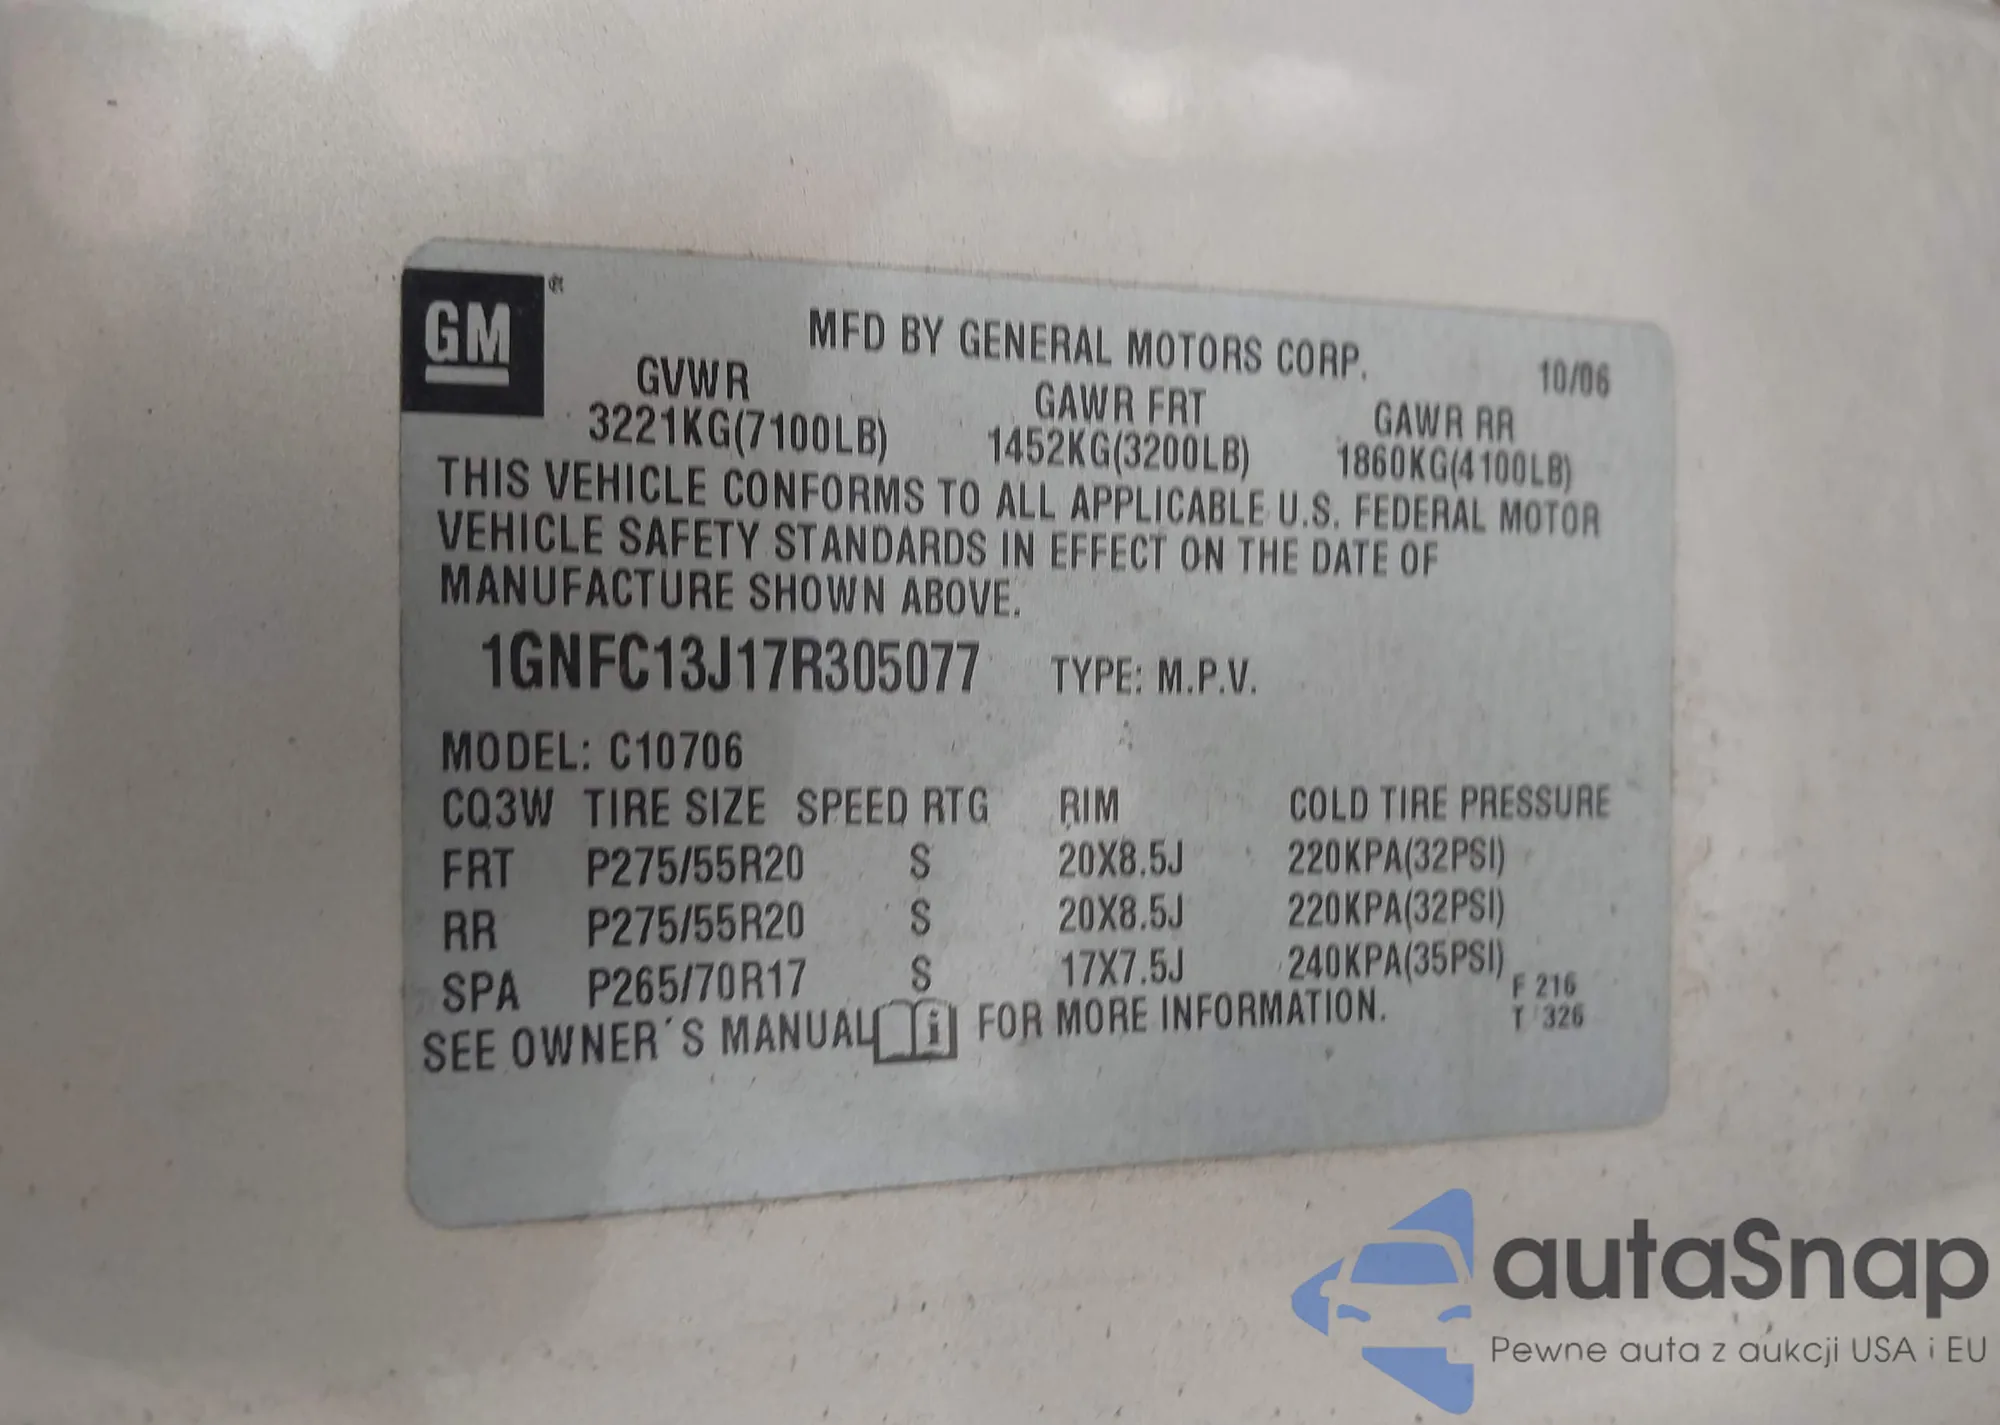 GM
MFD BY GENERAL MOTORS CORP. 10/06
GVWR GAWR FRT GAWR RR
3221KG(7100LB) 1452KG(3200LB) 1860KG(4100LB)
THIS VEHICLE CONFORMS TO ALL APPLICABLE U.S. FEDERAL MOTOR
VEHICLE SAFETY STANDARDS IN EFFECT ON THE DATE OF
MANUFACTURE SHOWN ABOVE.
1GNFC13J17R305077 TYPE: M.P.V.
MODEL: C10706
CQ3W TIRE SIZE SPEED RTG RIM COLD TIRE PRESSURE
FRT P275/55R20 S 20X8.5J 220KPA(32PSI)
RR P275/55R20 S 20X8.5J 220KPA(32PSI)
SPA P265/70R17 S 17X7.5J 240KPA(35PSI)
F 216
SEE OWNER´S MANUAL i FOR MORE INFORMATION. T 326
autaSnap
Pewne auta z aukcji USA i EU